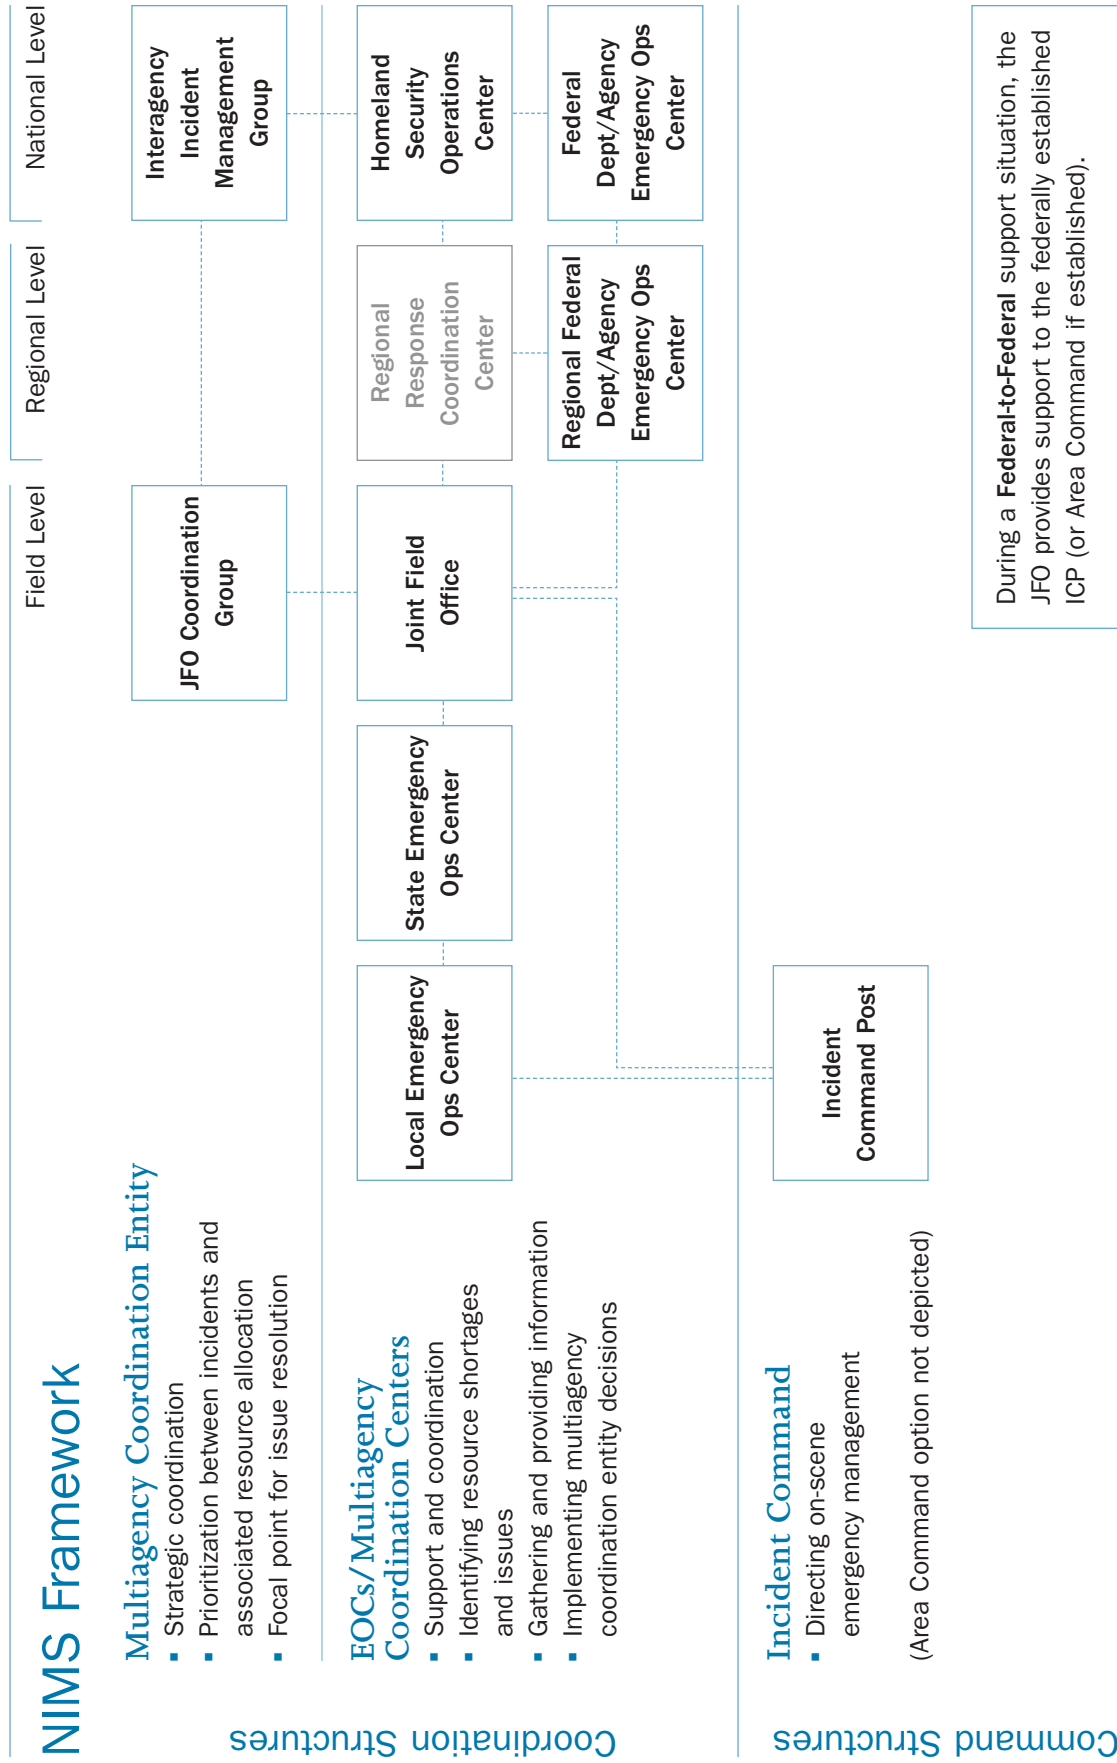 NIMS Framework
Field Level
Regional Level
National Level
Coordination Structures
Multiagency Coordination Entity
▪ Strategic coordination
▪ Prioritization between incidents and
associated resource allocation
▪ Focal point for issue resolution
JFO Coordination
Group
Interagency
Incident
Management
Group
EOCs/Multiagency
Coordination Centers
▪ Support and coordination
▪ Identifying resource shortages
and issues
▪ Gathering and providing information
▪ Implementing multiagency
coordination entity decisions
Local Emergency
Ops Center
State Emergency
Ops Center
Joint Field
Office
Regional
Response
Coordination
Center
Homeland
Security
Operations
Center
Regional Federal
Dept/Agency
Emergency Ops
Center
Federal
Dept/Agency
Emergency Ops
Center
Command Structures
Incident Command
▪ Directing on-scene
emergency management
(Area Command option not depicted)
Incident
Command Post
During a Federal-to-Federal support situation, the
JFO provides support to the federally established
ICP (or Area Command if established).